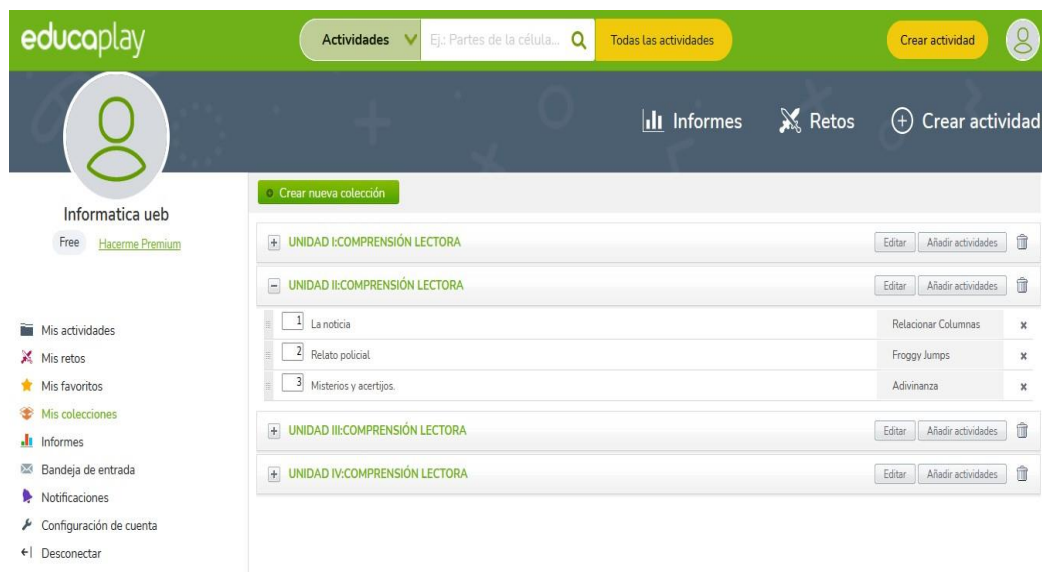 educaplay
Actividades
Ej.: Partes de la célula...
Todas las actividades
Crear actividad
Informes
Retos
Crear actividad
Informatica ueb
Free Hacerme Premium
Mis actividades
Mis retos
Mis favoritos
Mis colecciones
Informes
Bandeja de entrada
Notificaciones
Configuración de cuenta
Desconectar
Crear nueva colección
UNIDAD I:COMPRENSIÓN LECTORA Editar Añadir actividades
UNIDAD II:COMPRENSIÓN LECTORA Editar Añadir actividades
1 La noticia Relacionar Columnas x
2 Relato policial Froggy Jumps x
3 Misterios y acertijos. Adivinanza x
UNIDAD III:COMPRENSIÓN LECTORA Editar Añadir actividades
UNIDAD IV:COMPRENSIÓN LECTORA Editar Añadir actividades